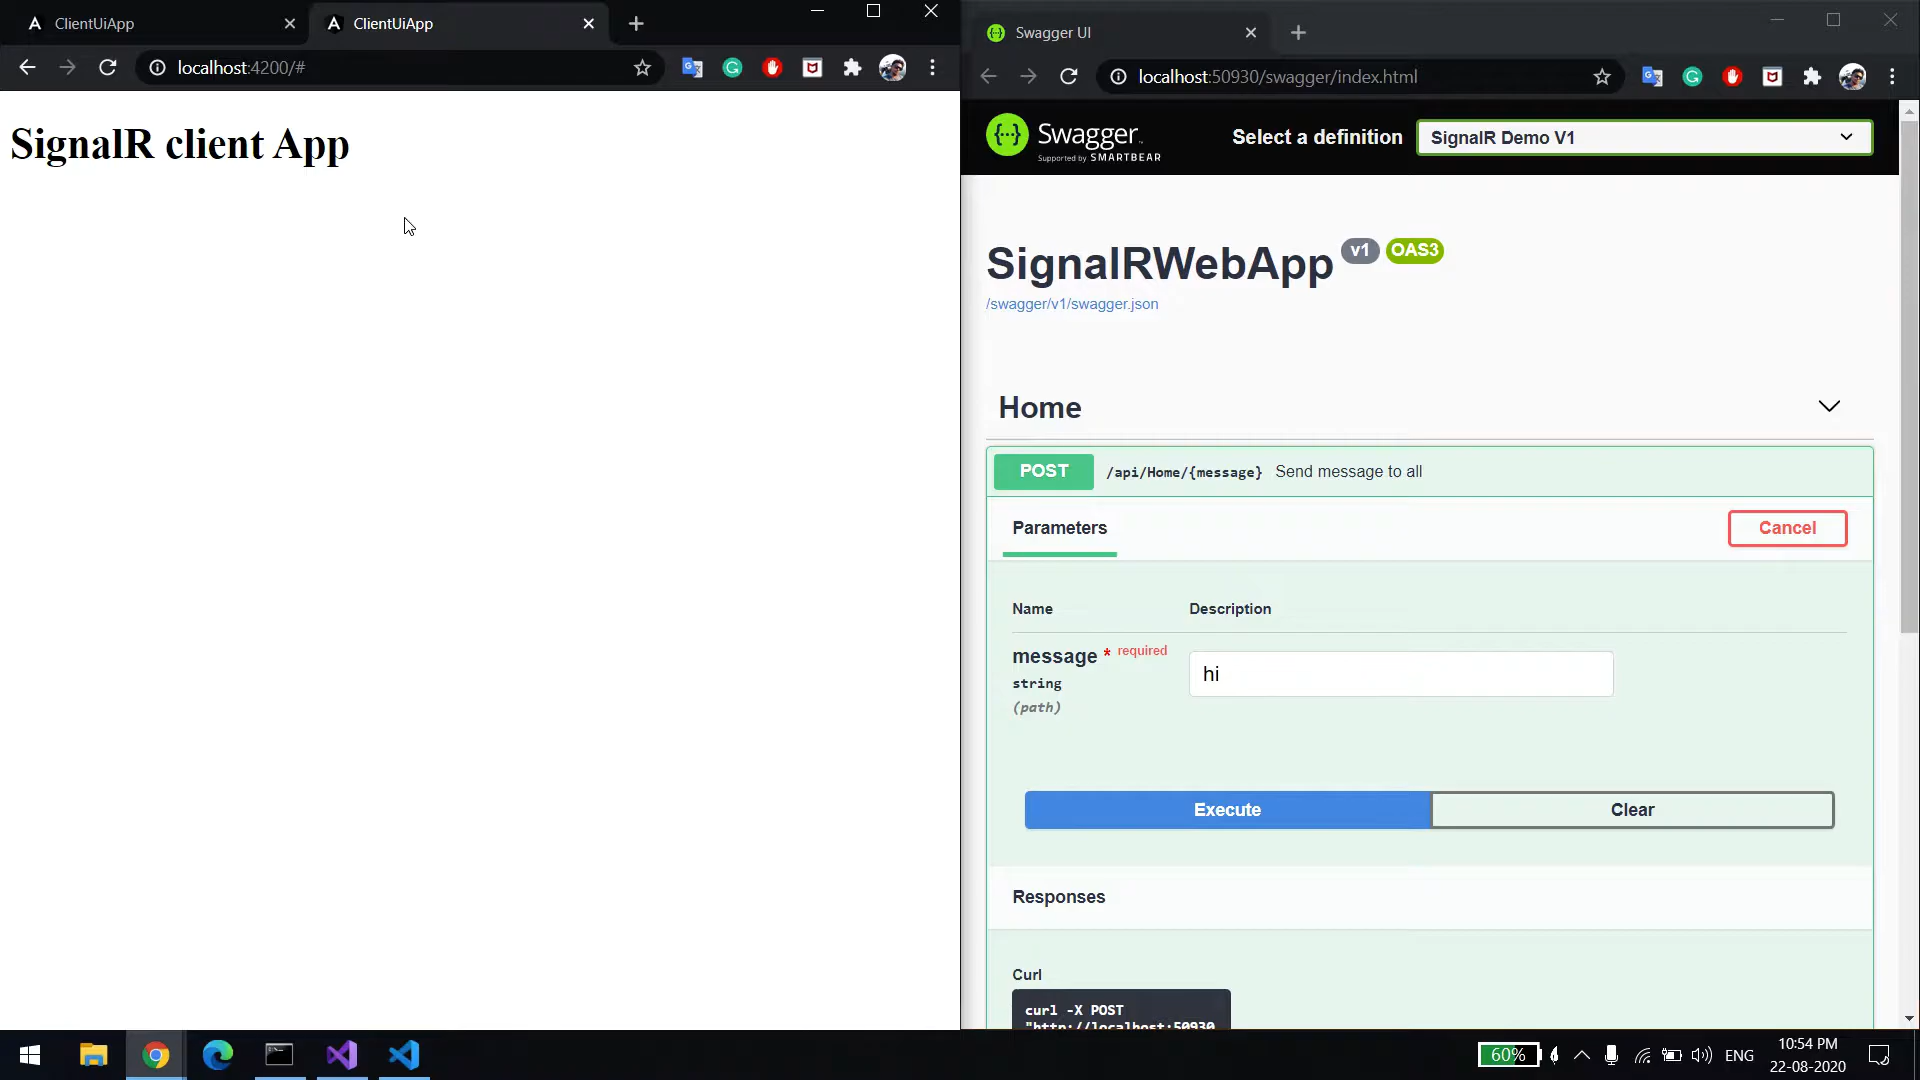 ClientUiApp
ClientUiApp
localhost:4200/#
SignalR client App
Swagger UI
localhost:50930/swagger/index.html
Swagger
Supported by SMARTBEAR
Select a definition
SignalR Demo V1
SignalRWebApp v1 OAS3
/swagger/v1/swagger.json
Home
POST /api/Home/{message} Send message to all
Parameters
Cancel
Name Description
message * required
string
(path)
hi
Execute Clear
Responses
Curl
curl -X POST
"http://localhost:50930
60% ENG
10:54 PM
22-08-2020